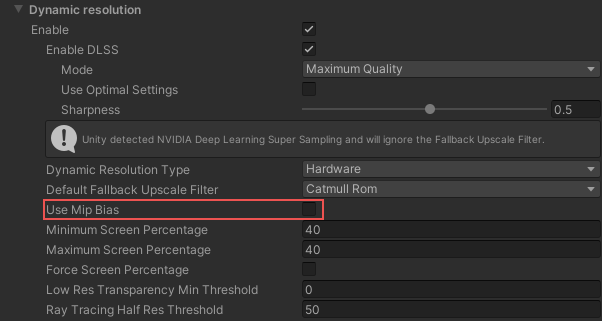 Dynamic resolution
Enable
Enable DLSS
Mode Maximum Quality
Use Optimal Settings
Sharpness 0.5
Unity detected NVIDIA Deep Learning Super Sampling and will ignore the Fallback Upscale Filter.
Dynamic Resolution Type Hardware
Default Fallback Upscale Filter Catmull Rom
Use Mip Bias
Minimum Screen Percentage 40
Maximum Screen Percentage 40
Force Screen Percentage
Low Res Transparency Min Threshold 0
Ray Tracing Half Res Threshold 50